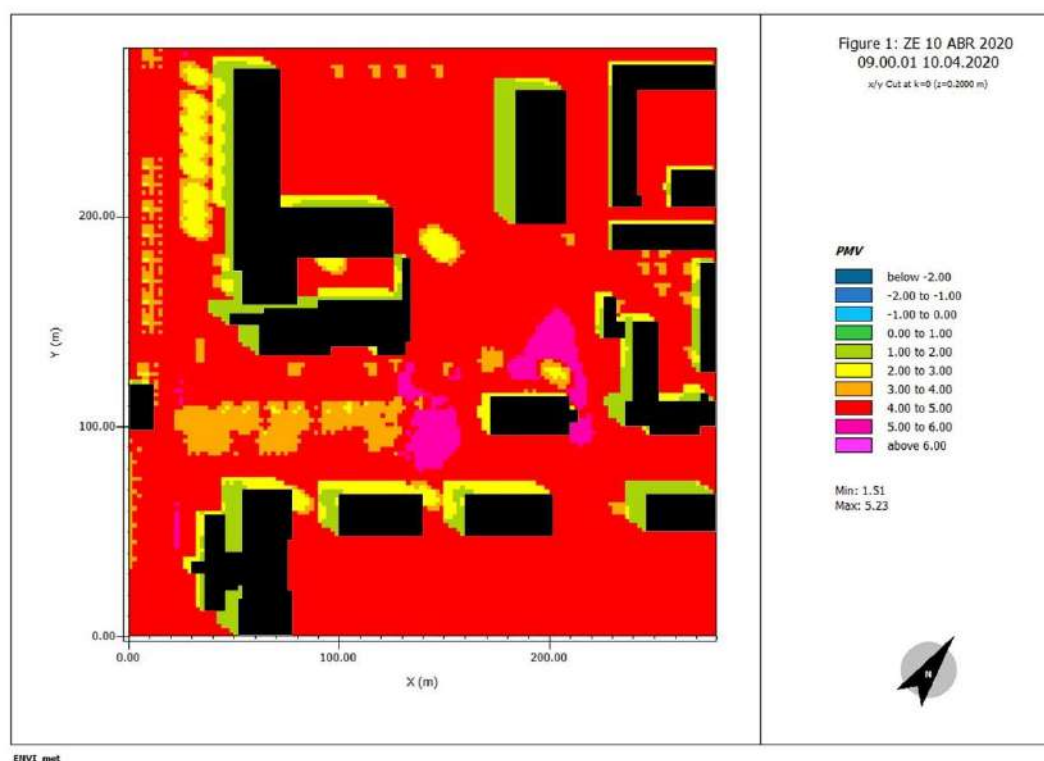 Figure 1: ZE 10 ABR 2020
09.00.01 10.04.2020
x/y Cut at k=0 (z=0.2000 m)
200.00
Y (m)
100.00
0.00
0.00
100.00
200.00
X (m)
PMV
below -2.00
-2.00 to -1.00
-1.00 to 0.00
0.00 to 1.00
1.00 to 2.00
2.00 to 3.00
3.00 to 4.00
4.00 to 5.00
5.00 to 6.00
above 6.00
Min: 1.51
Max: 5.23
N
ENVI_met